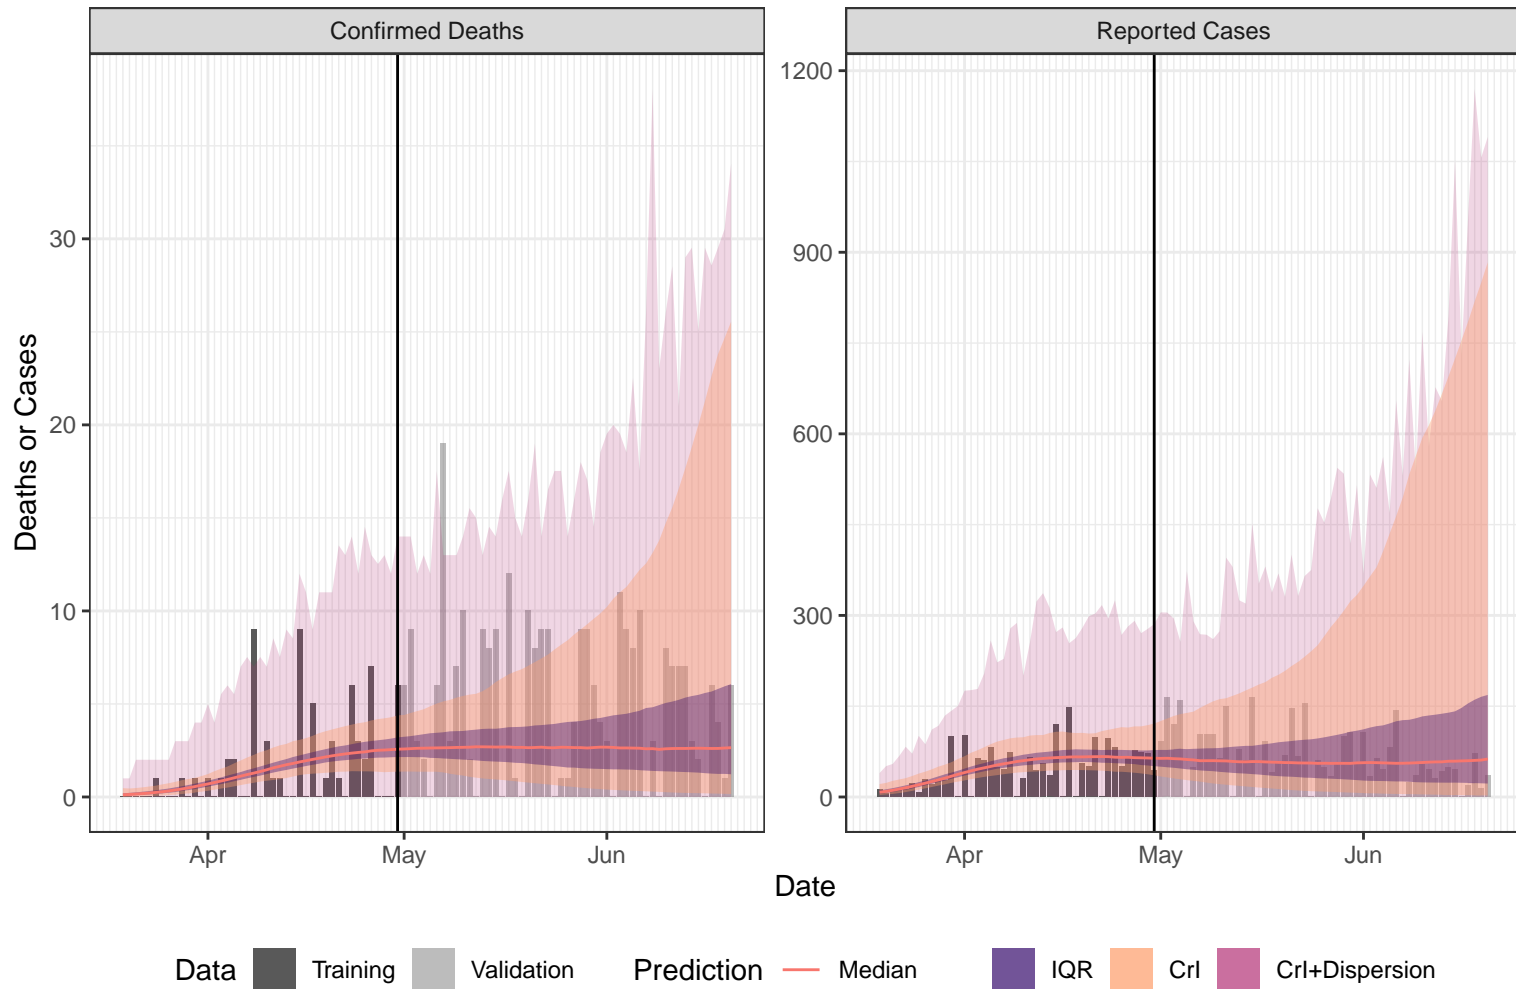 Confirmed Deaths
Reported Cases
Deaths or Cases
30
20
10
0
1200
900
600
300
0
Apr
May
Jun
Apr
May
Jun
Date
Data Training Validation Prediction Median IQR CrI CrI+Dispersion